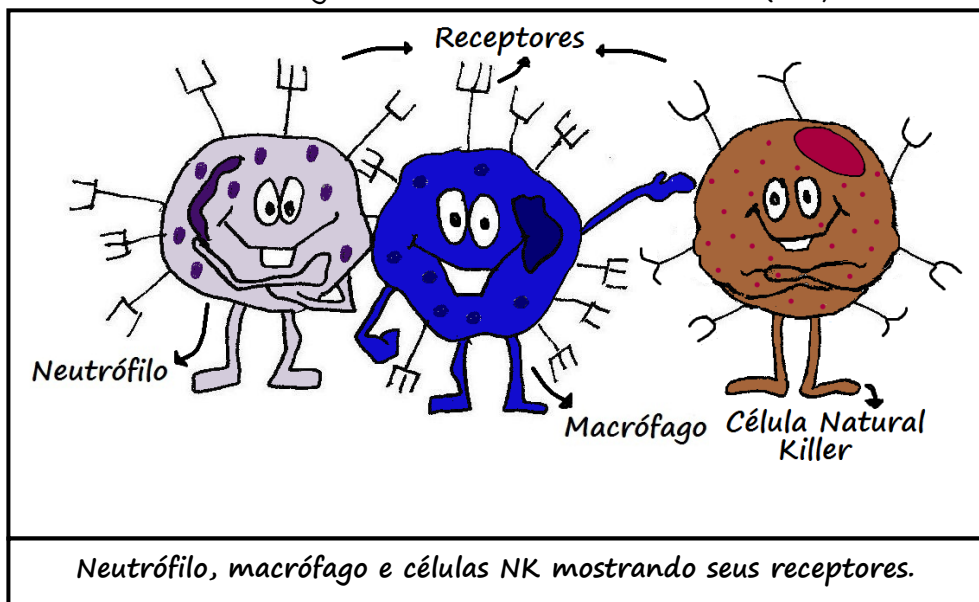 Receptores
Neutrófilo
Macrófago
Célula Natural
Killer
Neutrófilo, macrófago e células NK mostrando seus receptores.